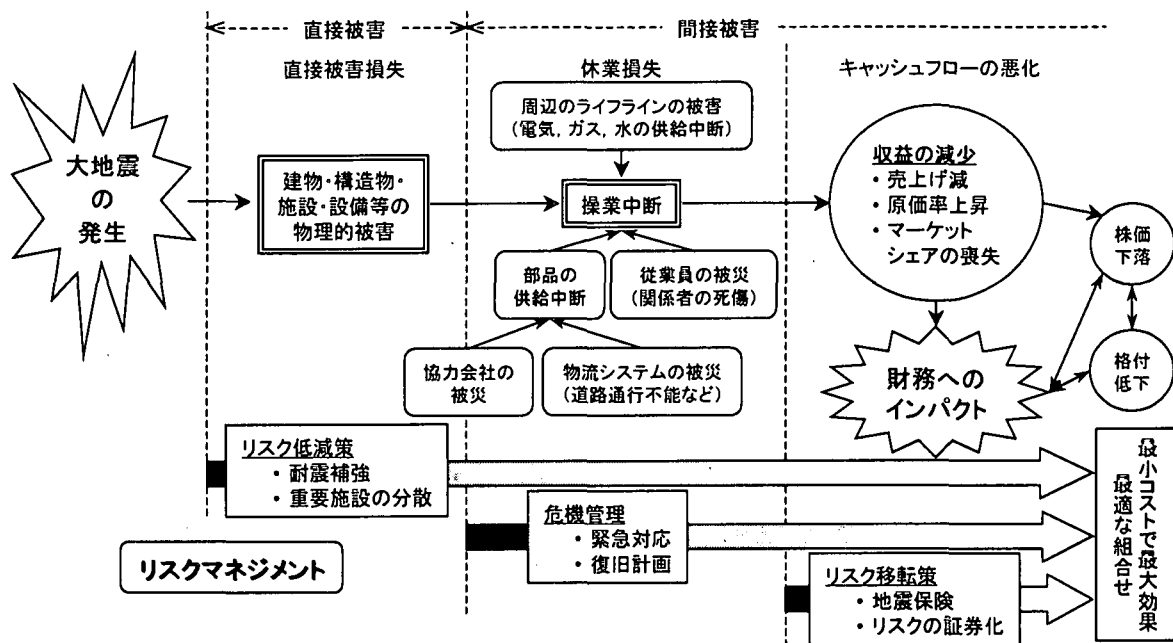 直接被害
間接被害
直接被害損失
休業損失
キャッシュフローの悪化
大地震
の
発生
建物・構造物・
施設・設備等の
物理的被害
周辺のライフラインの被害
(電気, ガス, 水の供給中断)
操業中断
部品の
供給中断
従業員の被災
(関係者の死傷)
協力会社の
被災
物流システムの被災
(道路通行不能など)
収益の減少
・売上げ減
・原価率上昇
・マーケット
シェアの喪失
株価
下落
格付
低下
財務への
インパクト
リスク低減策
・耐震補強
・重要施設の分散
危機管理
・緊急対応
・復旧計画
リスク移転策
・地震保険
・リスクの証券化
リスクマネジメント
最小コストで最大効果
最適な組合せ